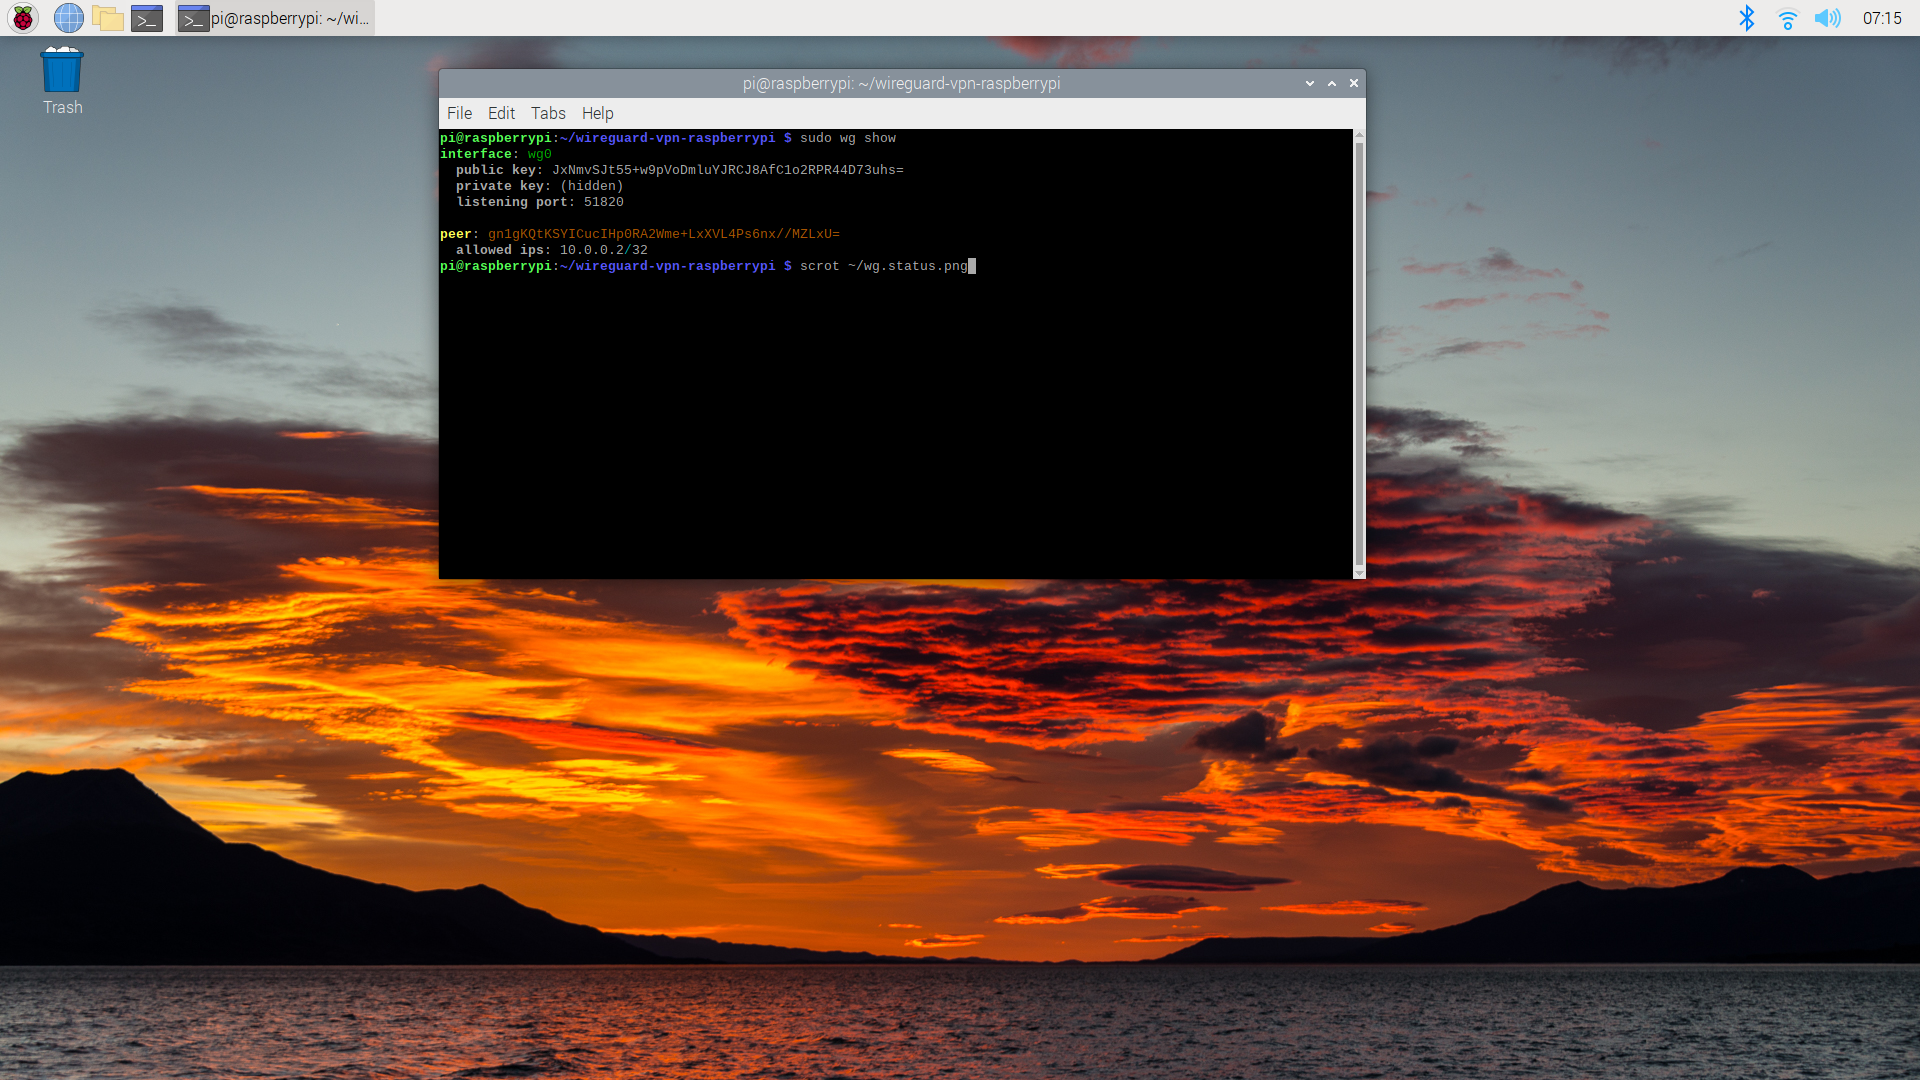 pi@raspberrypi: ~/wi...
07:15
Trash
pi@raspberrypi: ~/wireguard-vpn-raspberrypi
File Edit Tabs Help
pi@raspberrypi:~/wireguard-vpn-raspberrypi $ sudo wg show
interface: wg0
  public key: JxNmvSJt55+w9pVoDmluYJRCJ8AfC1o2RPR44D73uhs=
  private key: (hidden)
  listening port: 51820
peer: gn1gKQtKSYICucIHp0RA2Wme+LxXVL4Ps6nx//MZLxU=
  allowed ips: 10.0.0.2/32
pi@raspberrypi:~/wireguard-vpn-raspberrypi $ scrot ~/wg.status.png